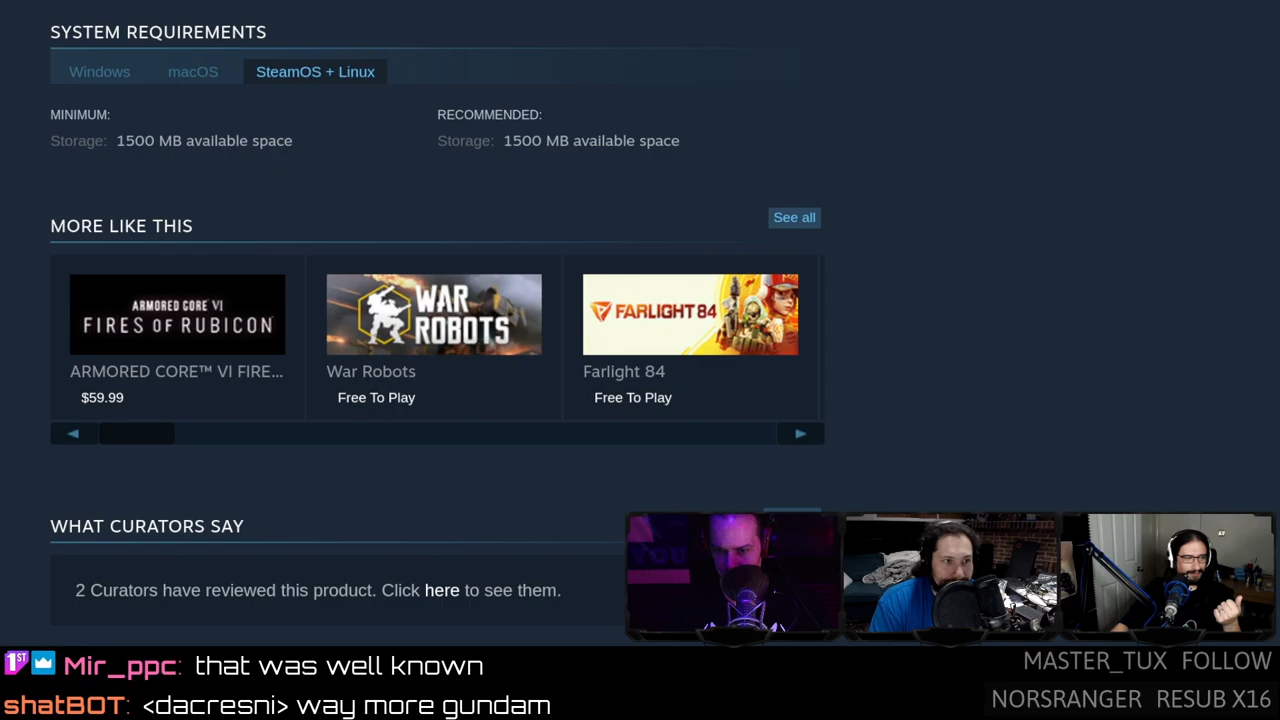 SYSTEM REQUIREMENTS
Windows macOS SteamOS + Linux
MINIMUM: RECOMMENDED:
Storage: 1500 MB available space Storage: 1500 MB available space
MORE LIKE THIS See all
ARMORED CORE VI
FIRES OF RUBICON
WAR
ROBOTS
FARLIGHT 84
ARMORED CORE™ VI FIRE... War Robots Farlight 84
$59.99 Free To Play Free To Play
WHAT CURATORS SAY
2 Curators have reviewed this product. Click here to see them.
1ST Mir_ppc: that was well known
MASTER_TUX FOLLOW
shatBOT: <dacresni> way more gundam
NORSRANGER RESUB X16